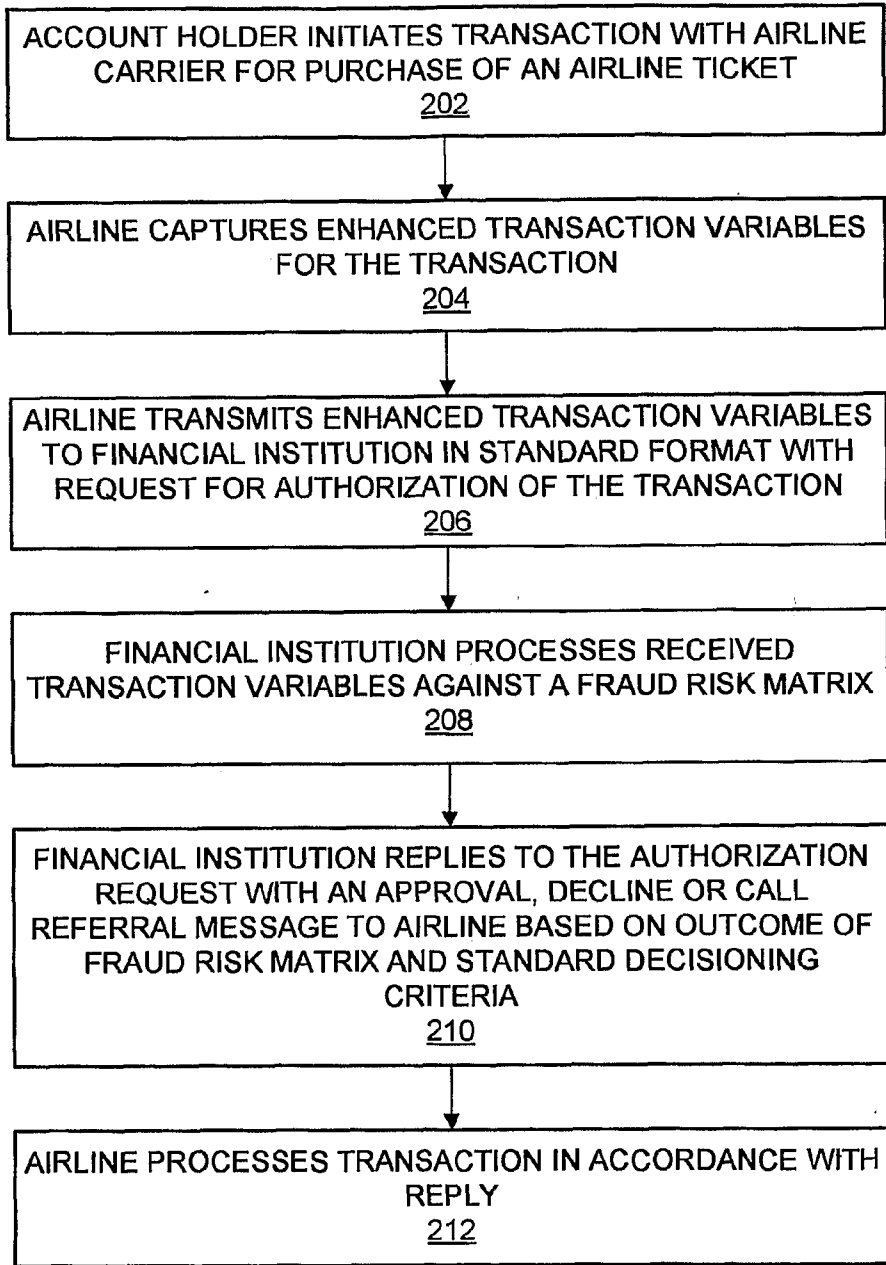 ACCOUNT HOLDER INITIATES TRANSACTION WITH AIRLINE
CARRIER FOR PURCHASE OF AN AIRLINE TICKET
202
AIRLINE CAPTURES ENHANCED TRANSACTION VARIABLES
FOR THE TRANSACTION
204
AIRLINE TRANSMITS ENHANCED TRANSACTION VARIABLES
TO FINANCIAL INSTITUTION IN STANDARD FORMAT WITH
REQUEST FOR AUTHORIZATION OF THE TRANSACTION
206
FINANCIAL INSTITUTION PROCESSES RECEIVED
TRANSACTION VARIABLES AGAINST A FRAUD RISK MATRIX
208
FINANCIAL INSTITUTION REPLIES TO THE AUTHORIZATION
REQUEST WITH AN APPROVAL, DECLINE OR CALL
REFERRAL MESSAGE TO AIRLINE BASED ON OUTCOME OF
FRAUD RISK MATRIX AND STANDARD DECISIONING
CRITERIA
210
AIRLINE PROCESSES TRANSACTION IN ACCORDANCE WITH
REPLY
212